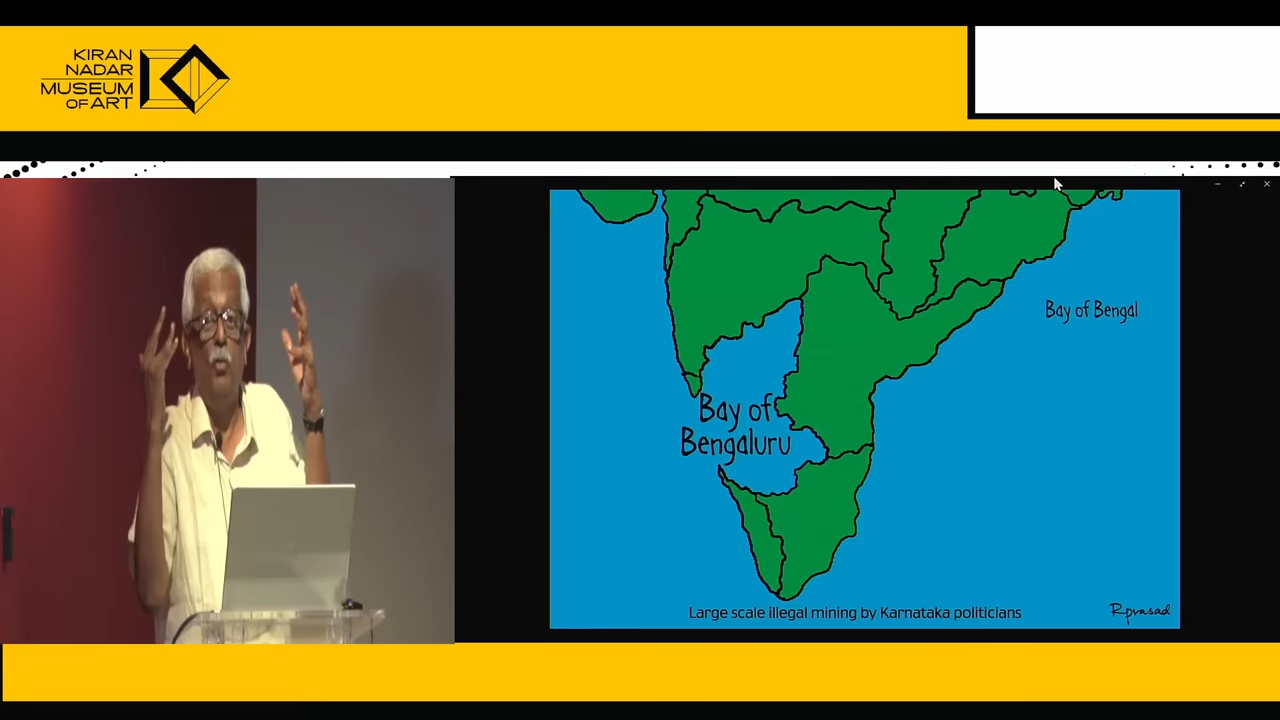 KIRAN
NADAR
MUSEUM
OF ART
Bay of Bengal
Bay of
Bengaluru
Large scale illegal mining by Karnataka politicians
Rprasad